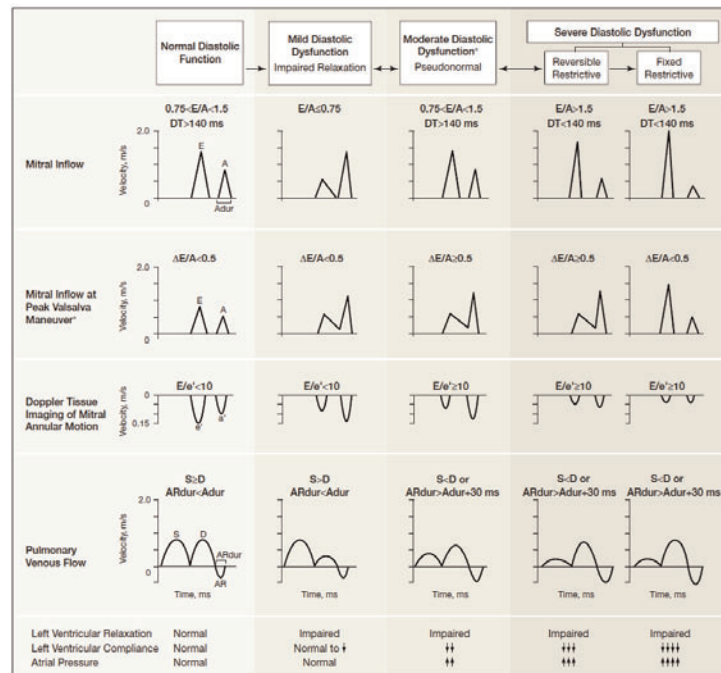 Normal Diastolic
Function
Mild Diastolic
Dysfunction
Impaired Relaxation
Moderate Diastolic
Dysfunction*
Pseudonormal
Severe Diastolic Dysfunction
Reversible
Restrictive
Fixed
Restrictive
Mitral Inflow
Velocity, m/s
2.0
0
0.75<E/A<1.5
DT>140 ms
E
A
Adur
E/A≤0.75
0.75<E/A<1.5
DT>140 ms
E/A>1.5
DT<140 ms
E/A>1.5
DT<140 ms
Mitral Inflow at
Peak Valsalva
Maneuver*
Velocity, m/s
2.0
0
ΔE/A<0.5
E
A
ΔE/A<0.5
ΔE/A≥0.5
ΔE/A≥0.5
ΔE/A<0.5
Doppler Tissue
Imaging of Mitral
Annular Motion
Velocity, m/s
0
0.15
E/e'<10
e'
a'
E/e'<10
E/e'≥10
E/e'≥10
E/e'≥10
Pulmonary
Venous Flow
Velocity, m/s
2.0
0
S≥D
ARdur<Adur
S
D
ARdur
AR
Time, ms
S>D
ARdur<Adur
Time, ms
S<D or
ARdur>Adur+30 ms
Time, ms
S<D or
ARdur>Adur+30 ms
Time, ms
S<D or
ARdur>Adur+30 ms
Time, ms
Left Ventricular Relaxation Normal Impaired Impaired Impaired Impaired
Left Ventricular Compliance Normal Normal to ↓ ↓↓ ↓↓↓ ↓↓↓↓
Atrial Pressure Normal Normal ↑↑ ↑↑↑ ↑↑↑↑